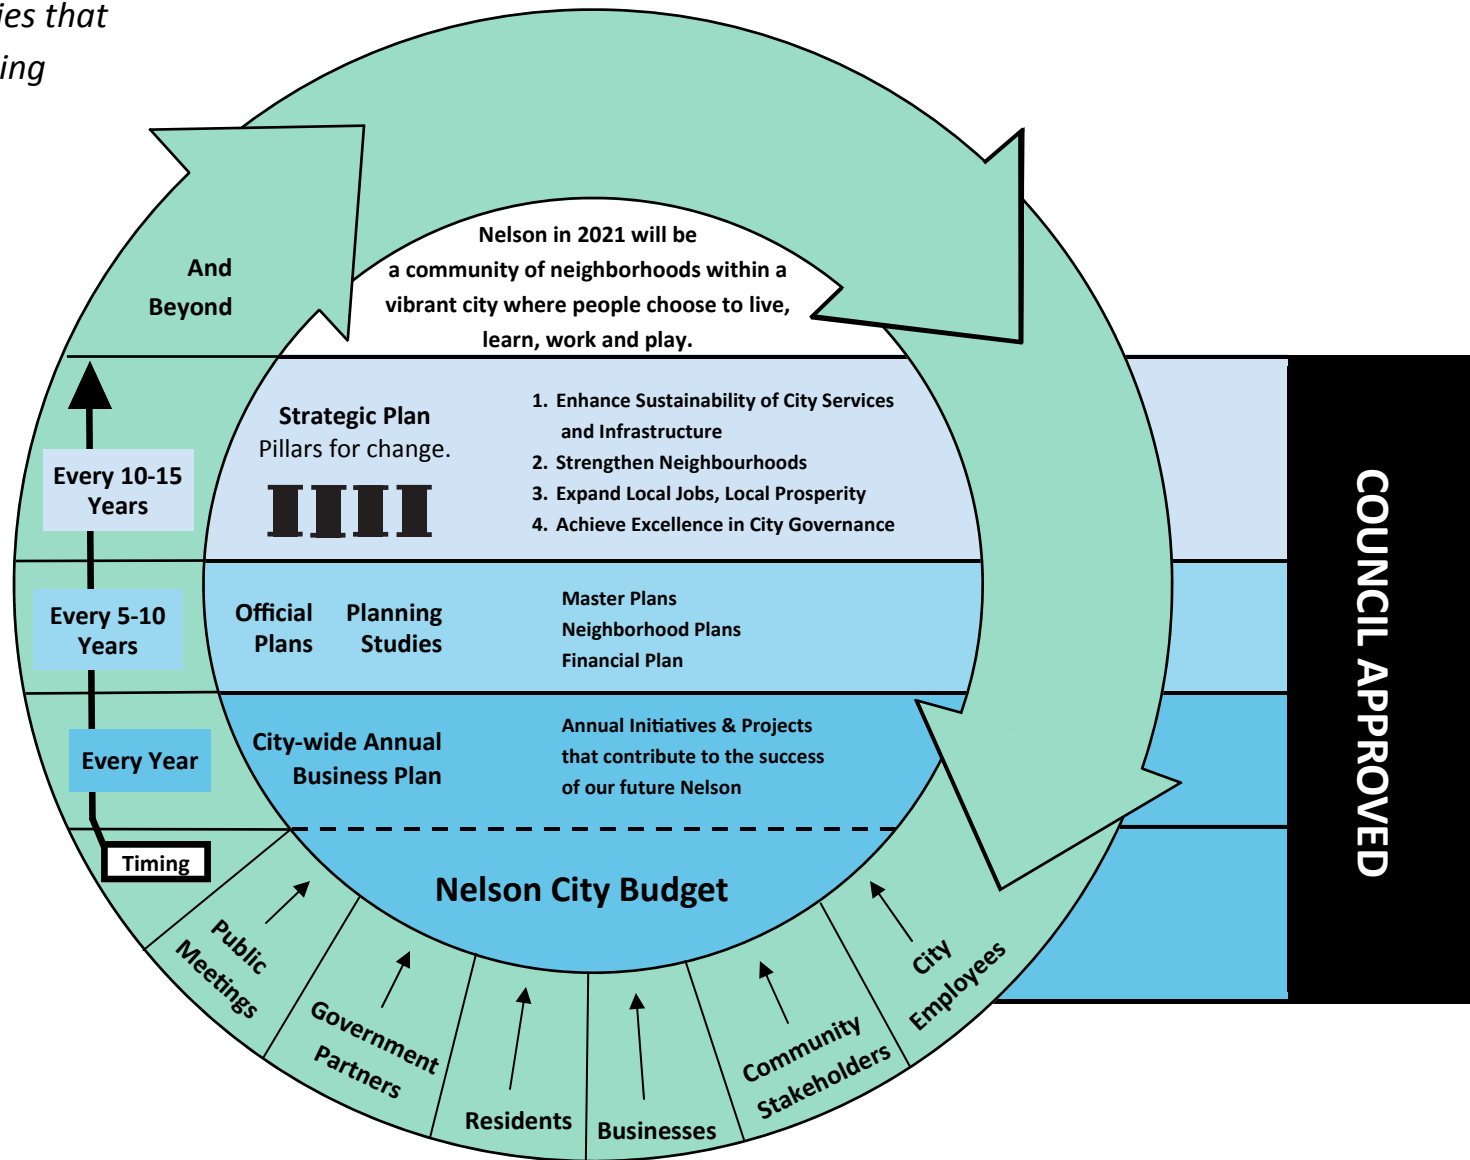 ies that
ing
Nelson in 2021 will be
a community of neighborhoods within a
vibrant city where people choose to live,
learn, work and play.
And
Beyond
Every 10-15
Years
Strategic Plan
Pillars for change.
1. Enhance Sustainability of City Services
and Infrastructure
2. Strengthen Neighbourhoods
3. Expand Local Jobs, Local Prosperity
4. Achieve Excellence in City Governance
Every 5-10
Years
Official
Plans
Planning
Studies
Master Plans
Neighborhood Plans
Financial Plan
Every Year
City-wide Annual
Business Plan
Annual Initiatives & Projects
that contribute to the success
of our future Nelson
Timing
Nelson City Budget
Public
Meetings
Government
Partners
Residents
Businesses
Community
Stakeholders
City
Employees
COUNCIL APPROVED